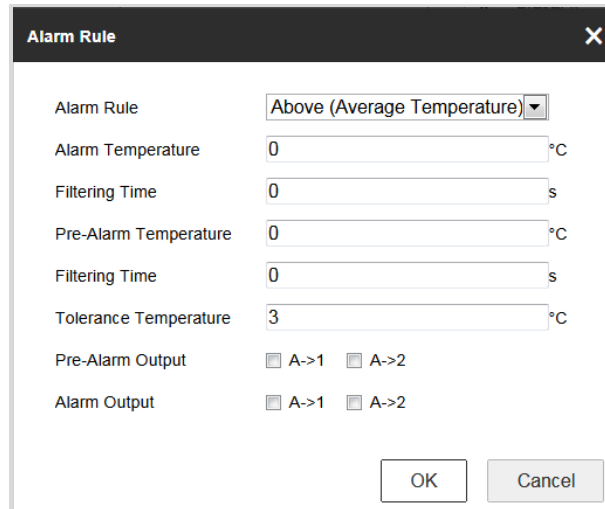 Alarm Rule
Alarm Rule Above (Average Temperature)
Alarm Temperature 0 °C
Filtering Time 0 s
Pre-Alarm Temperature 0 °C
Filtering Time 0 s
Tolerance Temperature 3 °C
Pre-Alarm Output A->1 A->2
Alarm Output A->1 A->2
OK Cancel